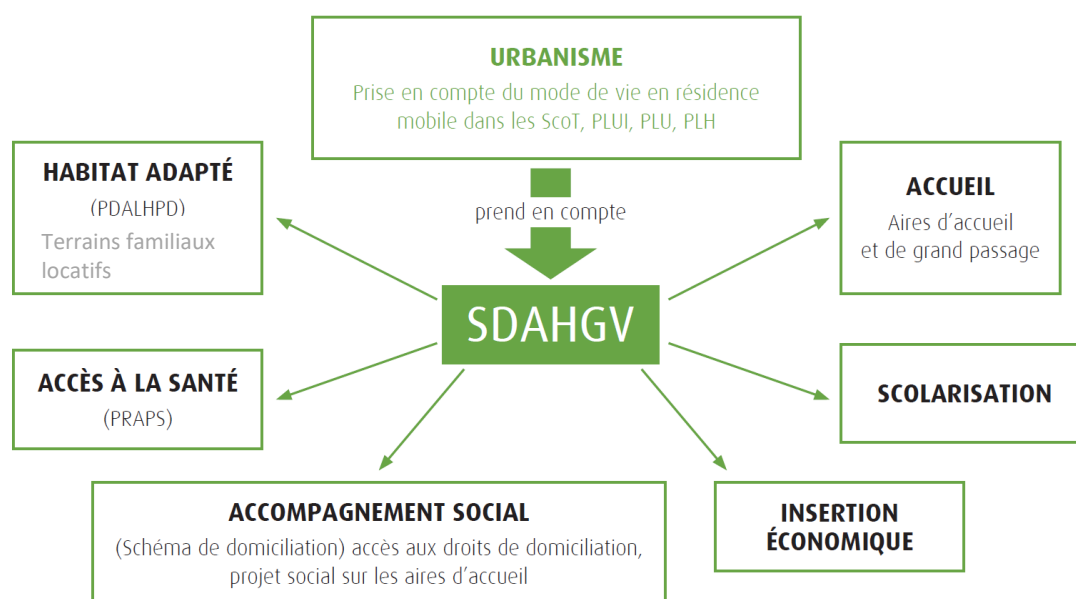 URBANISME
Prise en compte du mode de vie en résidence
mobile dans les ScoT, PLUI, PLU, PLH
HABITAT ADAPTÉ
(PDALHPD)
Terrains familiaux
locatifs
prend en compte
ACCUEIL
Aires d’accueil
et de grand passage
SDAHGV
ACCÈS À LA SANTÉ
(PRAPS)
SCOLARISATION
ACCOMPAGNEMENT SOCIAL
(Schéma de domiciliation) accès aux droits de domiciliation,
projet social sur les aires d’accueil
INSERTION
ÉCONOMIQUE